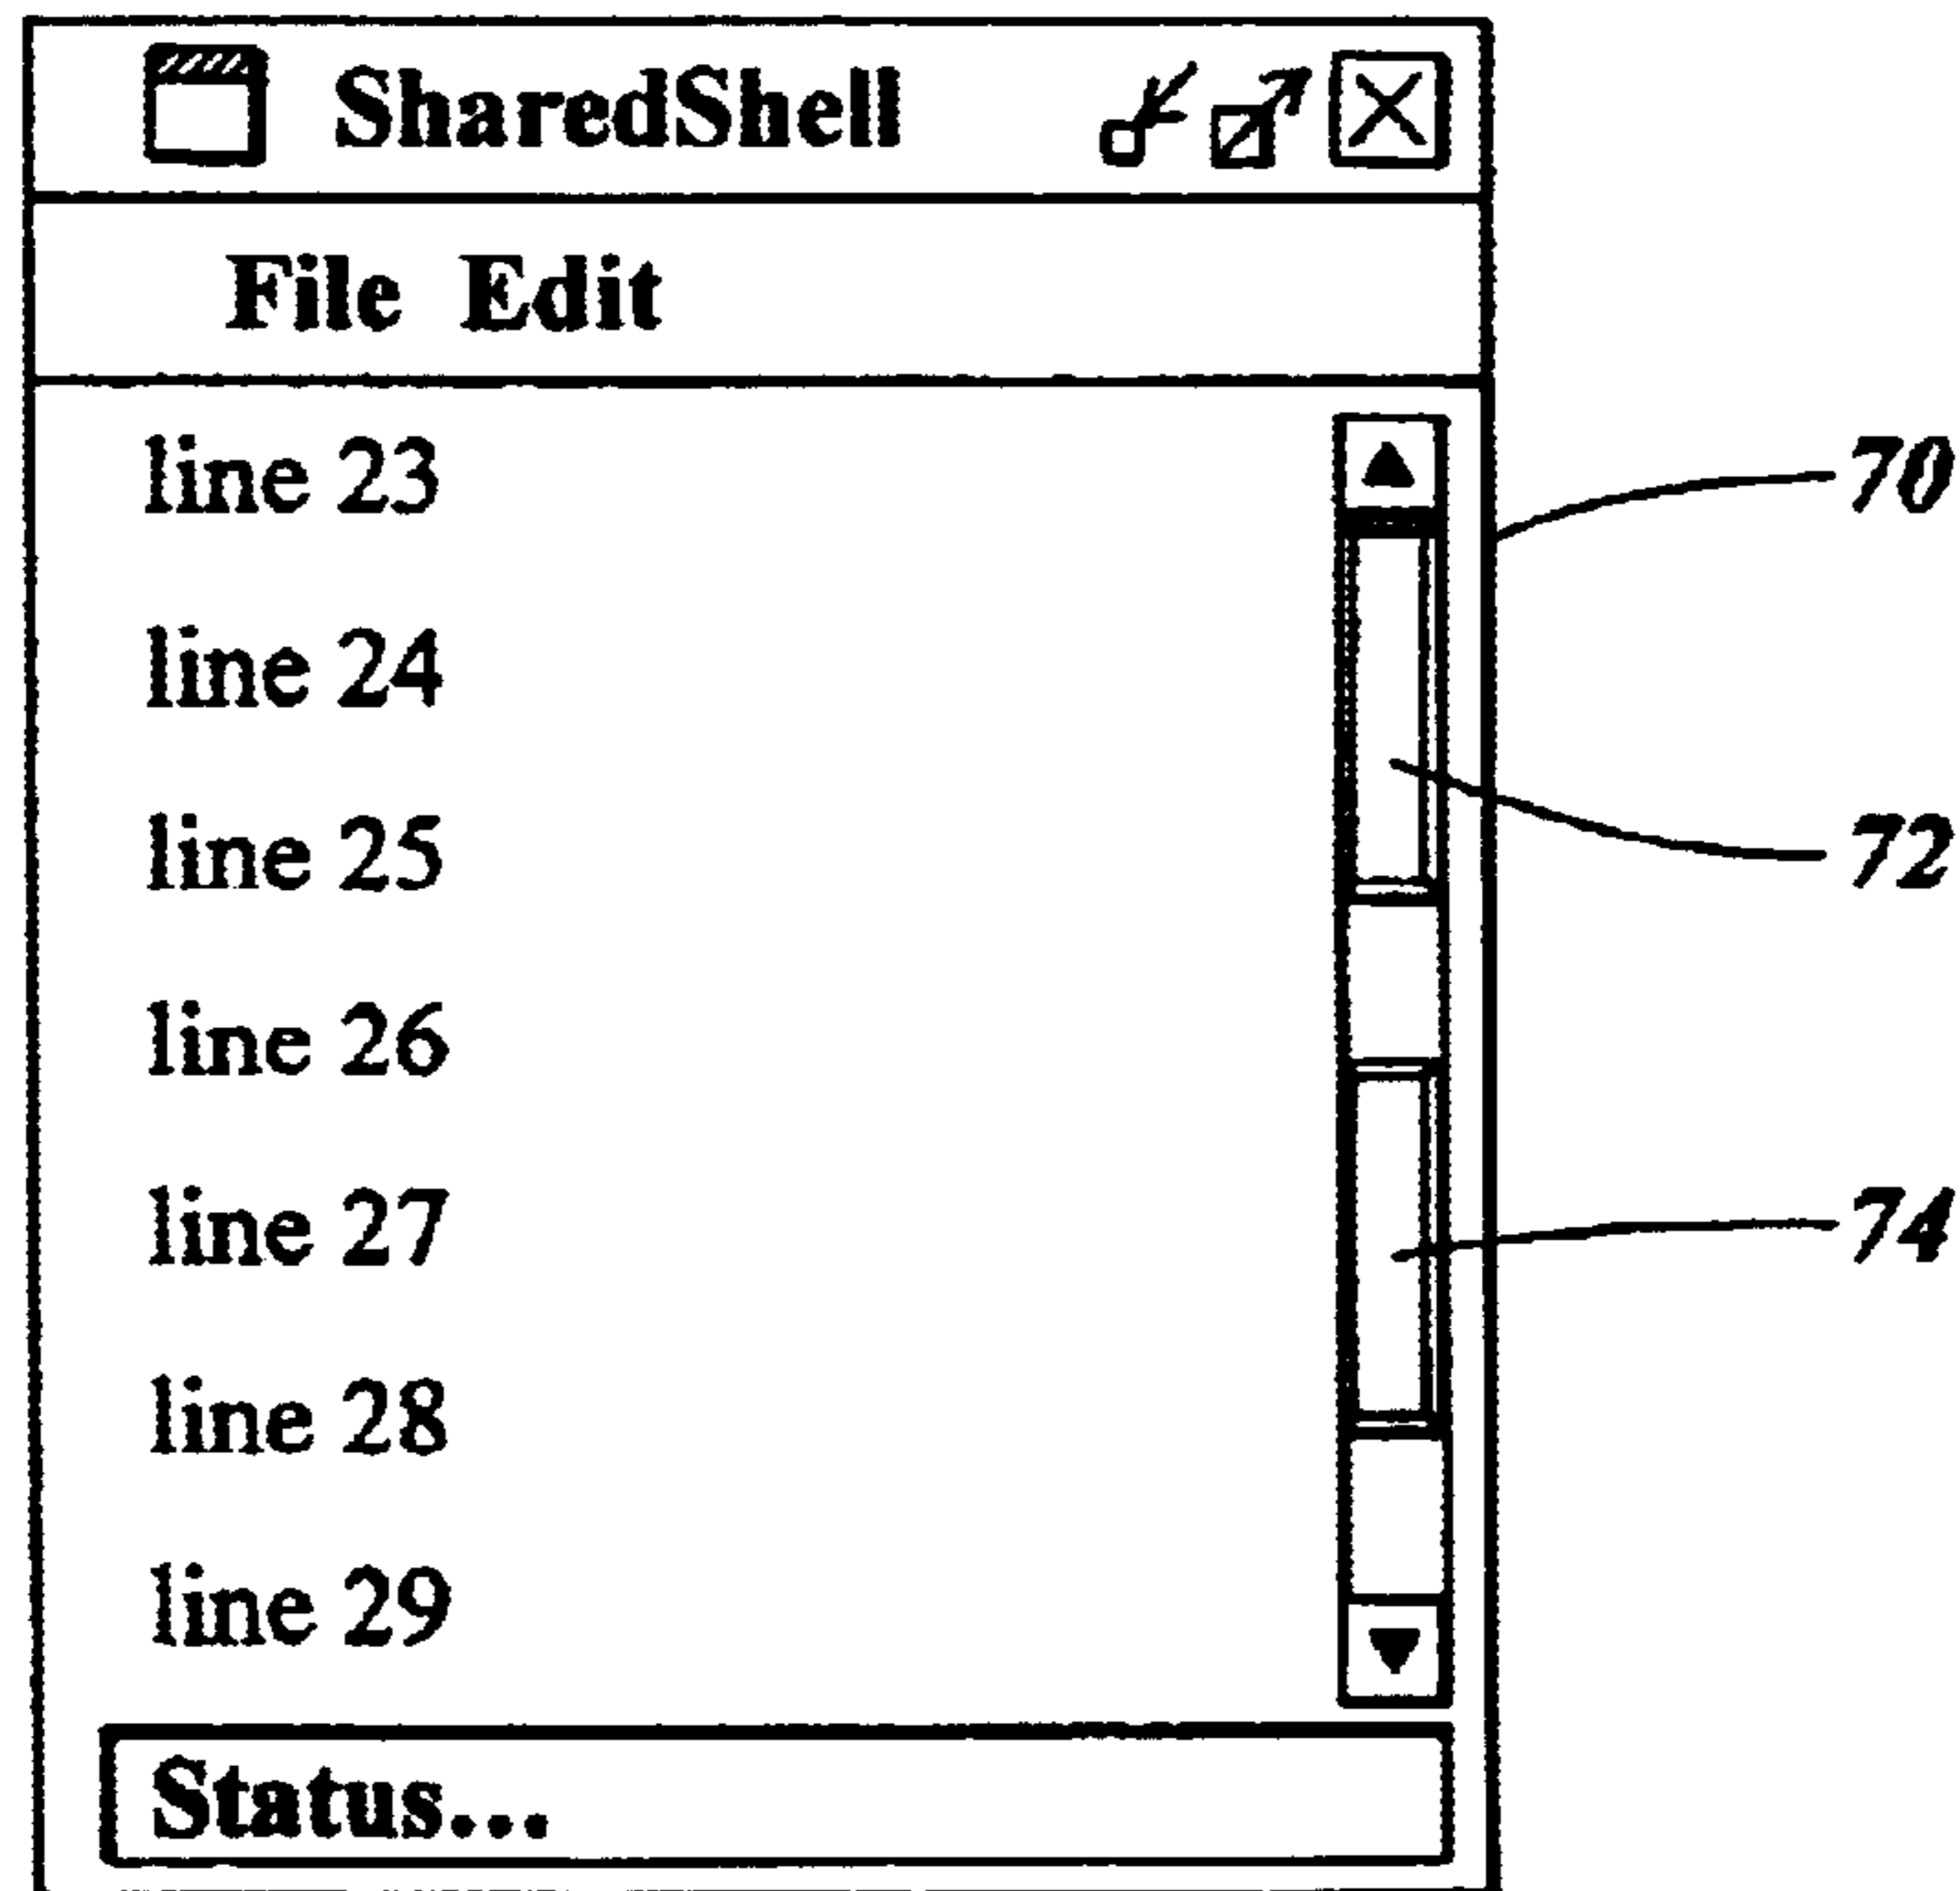 SharedShell
File Edit
line 23
70
line 24
line 25
72
line 26
line 27
74
line 28
line 29
Status...